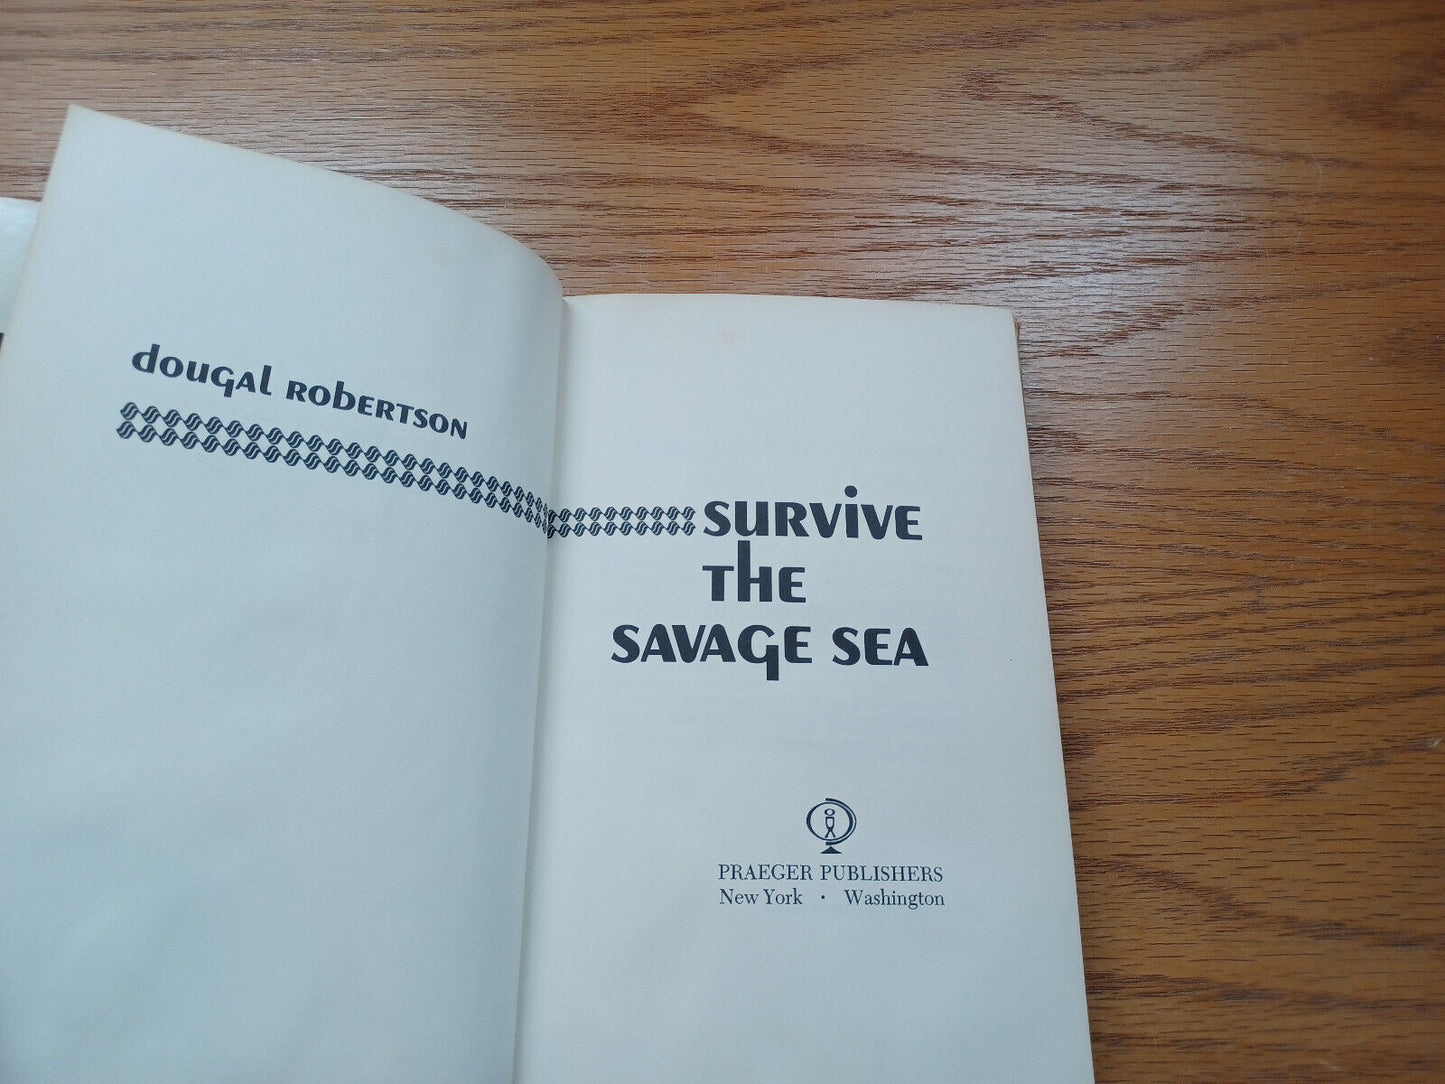 dougal Robertson
SURVIVE
THE
SAVAGE SEA
PRAEGER PUBLISHERS
New York · Washington